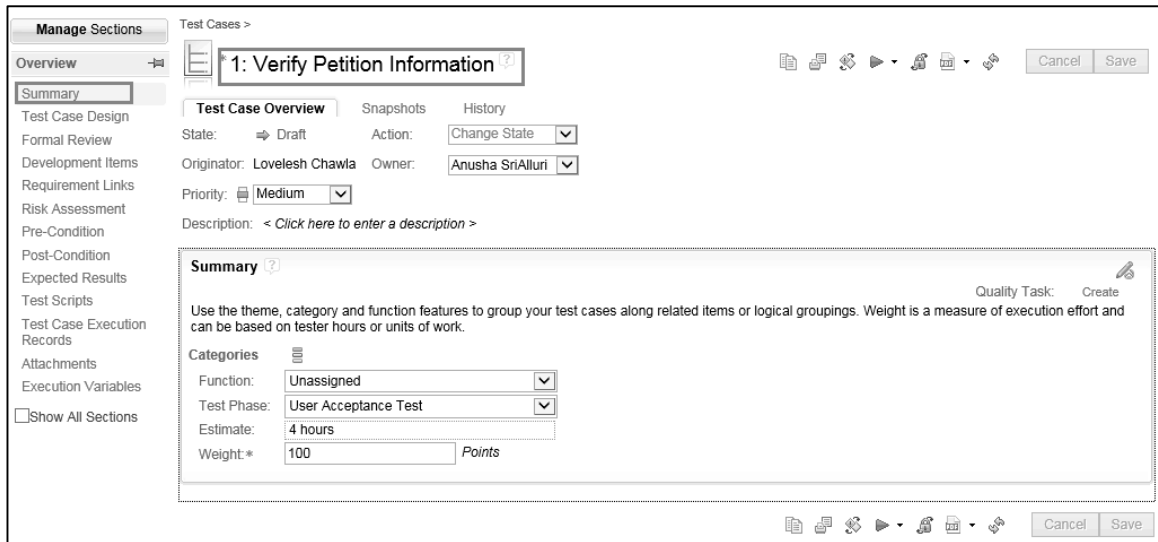 Manage Sections
Overview
Summary
Test Case Design
Formal Review
Development Items
Requirement Links
Risk Assessment
Pre-Condition
Post-Condition
Expected Results
Test Scripts
Test Case Execution
Records
Attachments
Execution Variables
Show All Sections
Test Cases >
* 1: Verify Petition Information ?
Cancel Save
Test Case Overview Snapshots History
State: Draft Action: Change State
Originator: Lovelesh Chawla Owner: Anusha SriAlluri
Priority: Medium
Description: < Click here to enter a description >
Summary ?
Quality Task: Create
Use the theme, category and function features to group your test cases along related items or logical groupings. Weight is a measure of execution effort and
can be based on tester hours or units of work.
Categories
Function: Unassigned
Test Phase: User Acceptance Test
Estimate: 4 hours
Weight:* 100 Points
Cancel Save